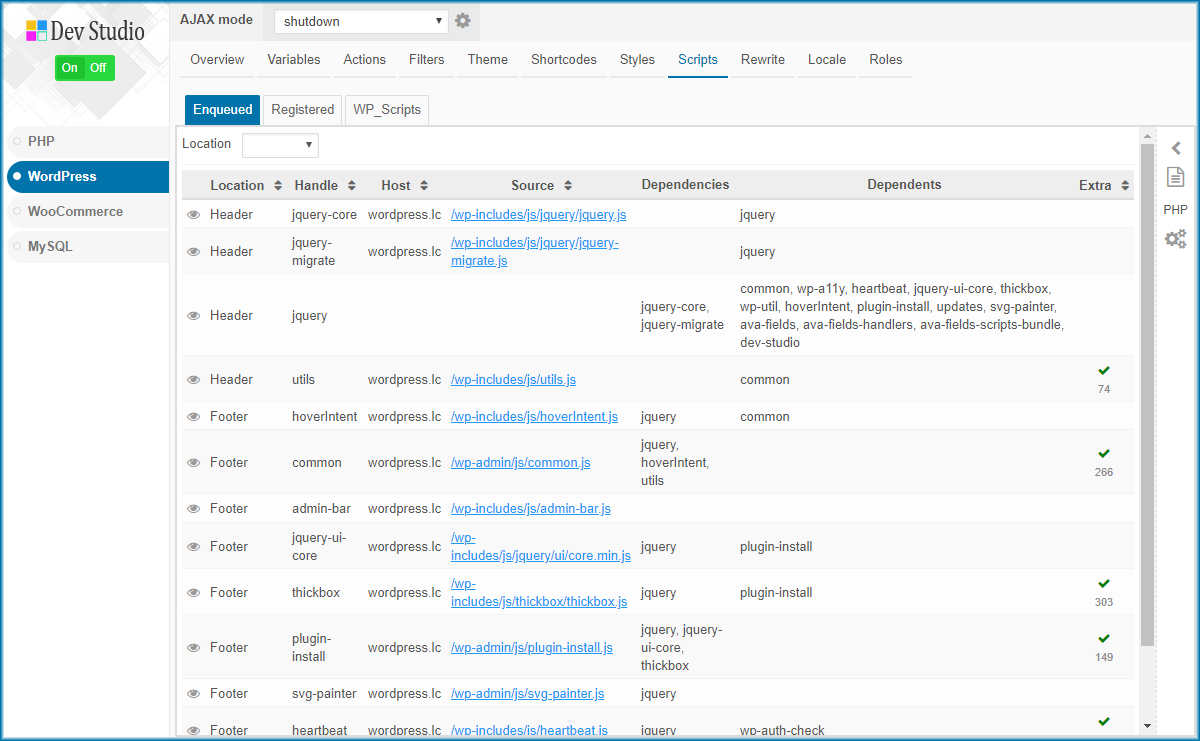 Dev Studio
On Off
PHP
WordPress
WooCommerce
MySQL
AJAX mode shutdown
Overview Variables Actions Filters Theme Shortcodes Styles Scripts Rewrite Locale Roles
Enqueued Registered WP_Scripts
Location
Location Handle Host Source Dependencies Dependents Extra
Header jquery-core wordpress.lc /wp-includes/js/jquery/jquery.js jquery
Header jquery-
migrate wordpress.lc /wp-includes/js/jquery/jquery-
migrate.js jquery
Header jquery jquery-core,
jquery-migrate common, wp-a11y, heartbeat, jquery-ui-core, thickbox,
wp-util, hoverIntent, plugin-install, updates, svg-painter,
ava-fields, ava-fields-handlers, ava-fields-scripts-bundle,
dev-studio
Header utils wordpress.lc /wp-includes/js/utils.js common
74
Footer hoverIntent wordpress.lc /wp-includes/js/hoverIntent.js jquery common
Footer common wordpress.lc /wp-admin/js/common.js jquery,
hoverIntent,
utils
266
Footer admin-bar wordpress.lc /wp-includes/js/admin-bar.js
Footer jquery-ui-
core wordpress.lc /wp-
includes/js/jquery/ui/core.min.js jquery plugin-install
Footer thickbox wordpress.lc /wp-
includes/js/thickbox/thickbox.js jquery plugin-install
303
Footer plugin-
install wordpress.lc /wp-admin/js/plugin-install.js jquery, jquery-
ui-core,
thickbox
149
Footer svg-painter wordpress.lc /wp-admin/js/svg-painter.js jquery
Footer heartbeat wordpress.lc /wp-includes/js/heartbeat.js jquery wp-auth-check
PHP